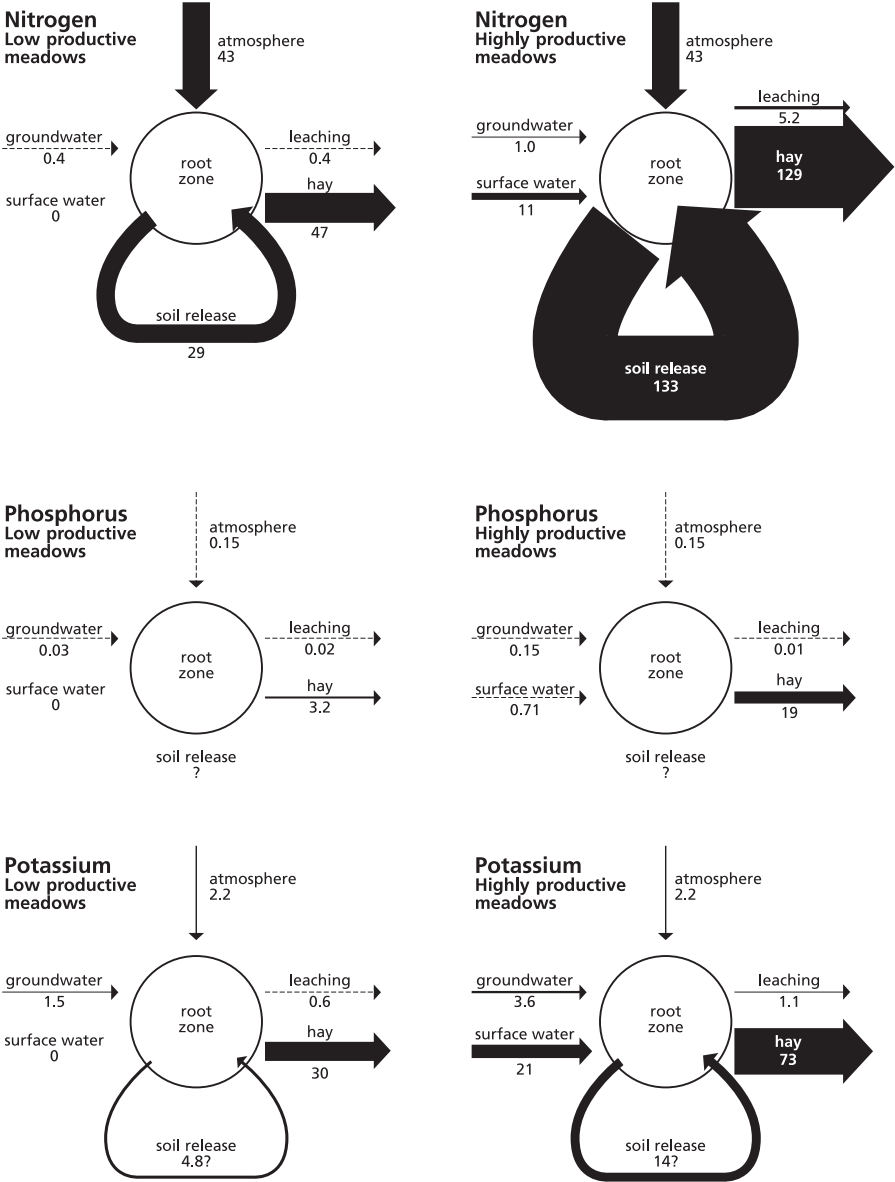 Nitrogen
Low productive
meadows
atmosphere
43
groundwater
0.4
surface water
0
root
zone
leaching
0.4
hay
47
soil release
29
Nitrogen
Highly productive
meadows
atmosphere
43
groundwater
1.0
surface water
11
root
zone
leaching
5.2
hay
129
soil release
133
Phosphorus
Low productive
meadows
atmosphere
0.15
groundwater
0.03
surface water
0
root
zone
leaching
0.02
hay
3.2
soil release
?
Phosphorus
Highly productive
meadows
atmosphere
0.15
groundwater
0.15
surface water
0.71
root
zone
leaching
0.01
hay
19
soil release
?
Potassium
Low productive
meadows
atmosphere
2.2
groundwater
1.5
surface water
0
root
zone
leaching
0.6
hay
30
soil release
4.8?
Potassium
Highly productive
meadows
atmosphere
2.2
groundwater
3.6
surface water
21
root
zone
leaching
1.1
hay
73
soil release
14?